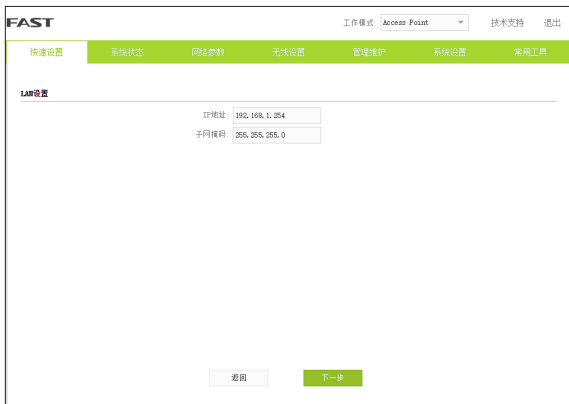 FAST 工作模式: Access Point 技术支持 退出
快速设置 系统状态 网络参数 无线设置 管理维护 系统设置 常用工具
LAN设置
IP地址: 192.168.1.254
子网掩码: 255.255.255.0
返回 下一步